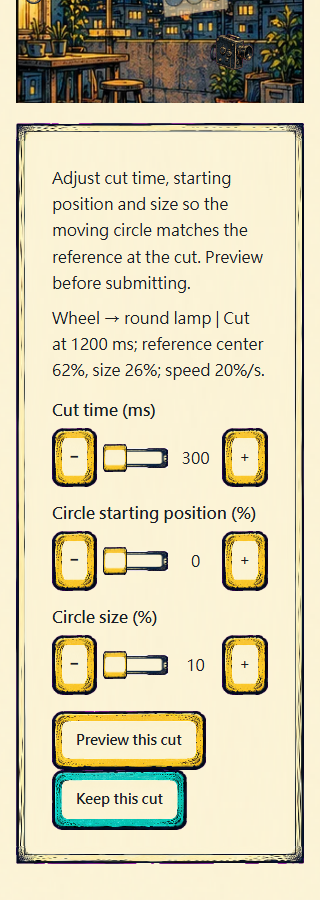 Adjust cut time, starting
position and size so the
moving circle matches the
reference at the cut. Preview
before submitting.
Wheel → round lamp | Cut
at 1200 ms; reference center
62%, size 26%; speed 20%/s.
Cut time (ms)
− 300 +
Circle starting position (%)
− 0 +
Circle size (%)
− 10 +
Preview this cut
Keep this cut